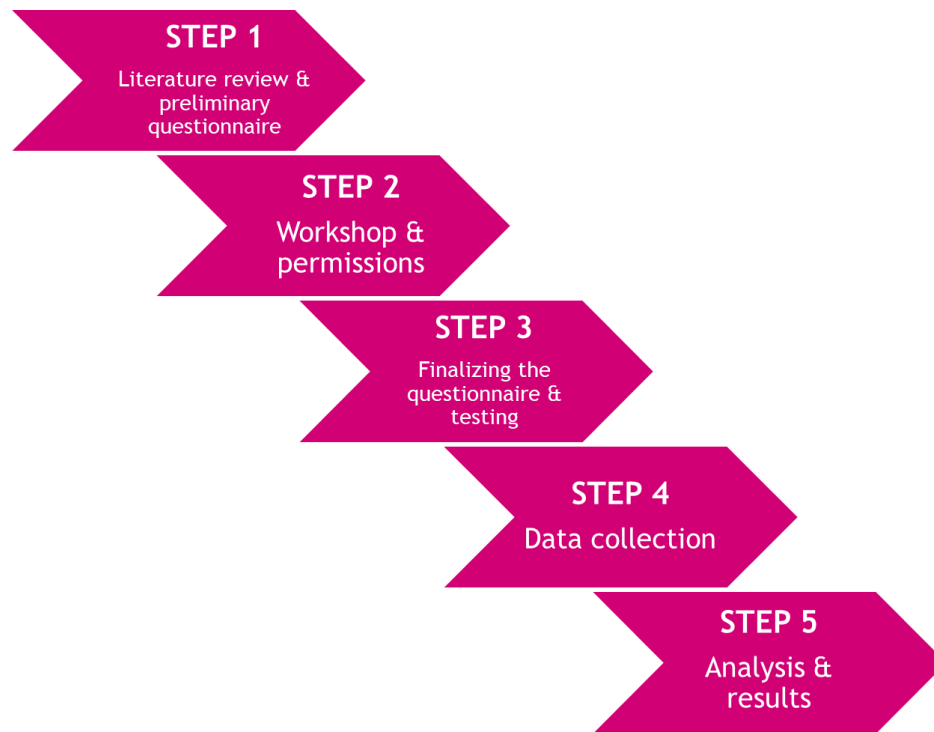 STEP 1
Literature review &
preliminary
questionnaire
STEP 2
Workshop &
permissions
STEP 3
Finalizing the
questionnaire &
testing
STEP 4
Data collection
STEP 5
Analysis &
results